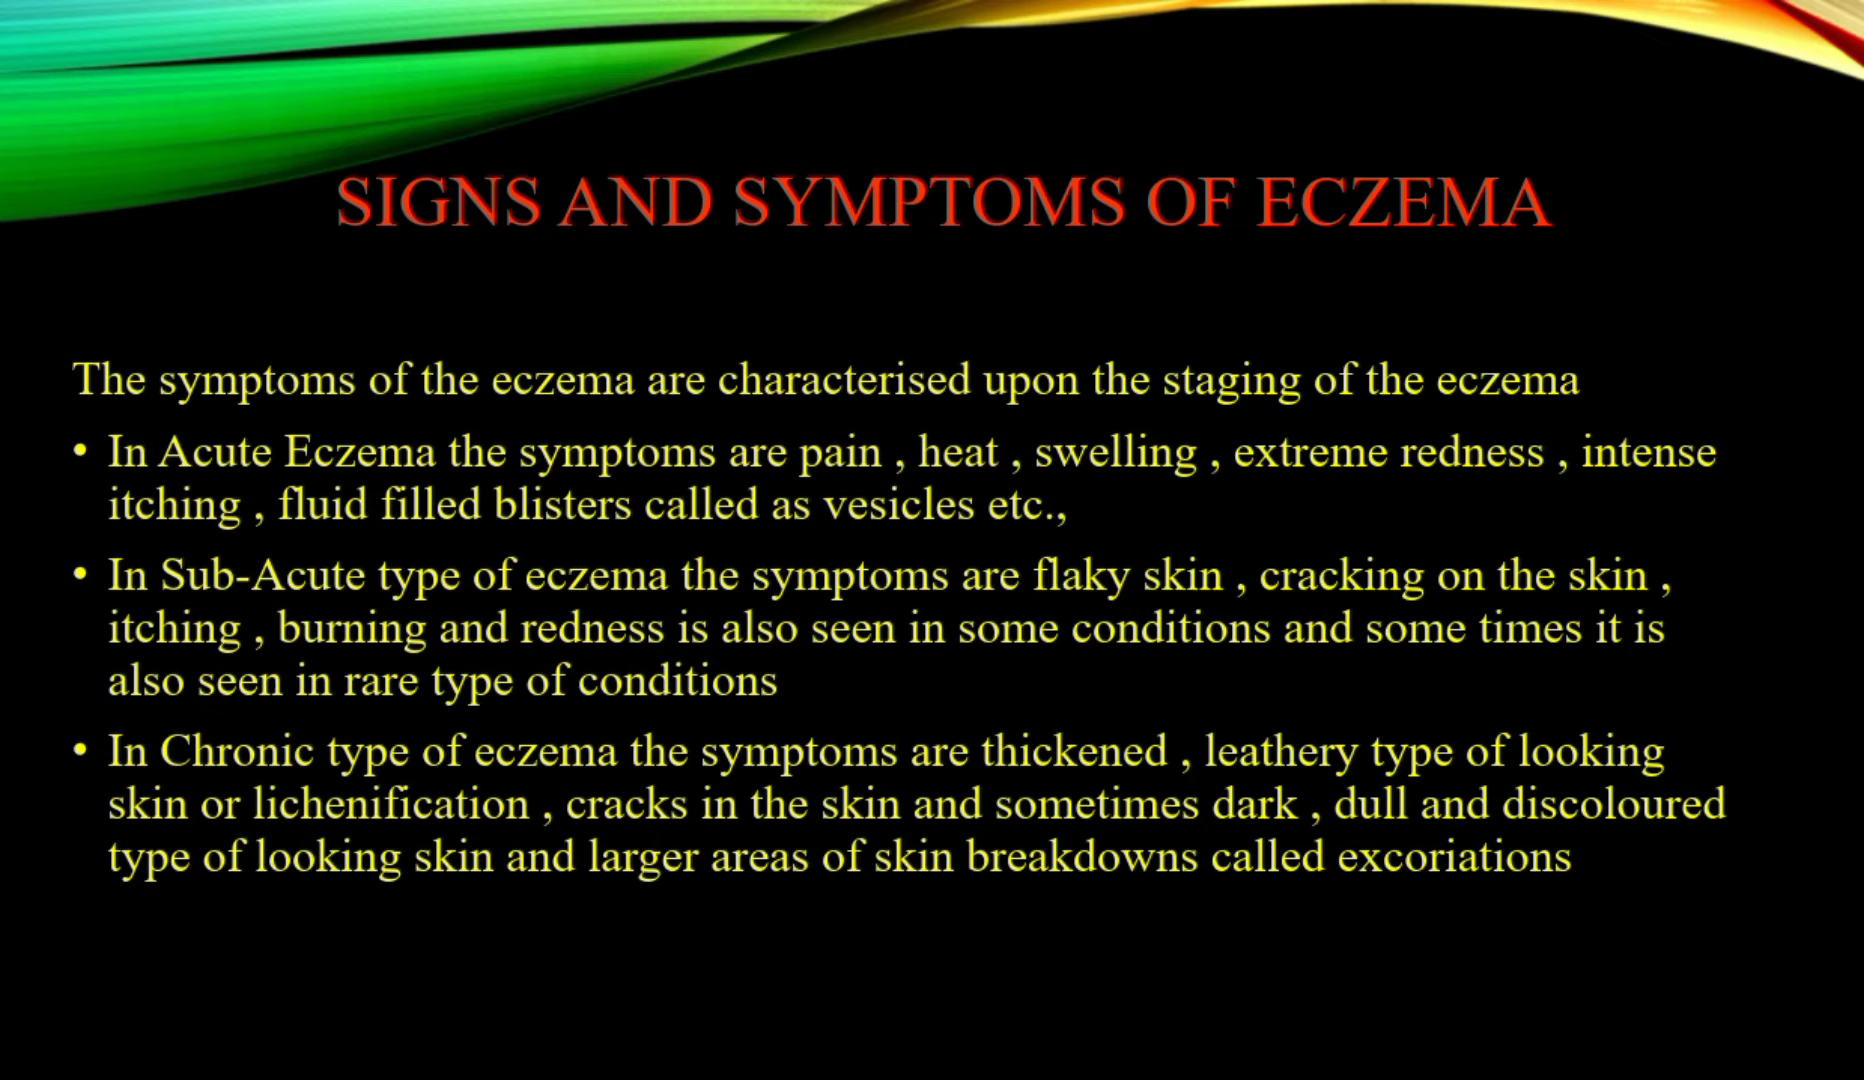 SIGNS AND SYMPTOMS OF ECZEMA
The symptoms of the eczema are characterised upon the staging of the eczema
• In Acute Eczema the symptoms are pain , heat , swelling , extreme redness , intense
itching , fluid filled blisters called as vesicles etc.,
• In Sub-Acute type of eczema the symptoms are flaky skin , cracking on the skin ,
itching , burning and redness is also seen in some conditions and some times it is
also seen in rare type of conditions
• In Chronic type of eczema the symptoms are thickened , leathery type of looking
skin or lichenification , cracks in the skin and sometimes dark , dull and discoloured
type of looking skin and larger areas of skin breakdowns called excoriations